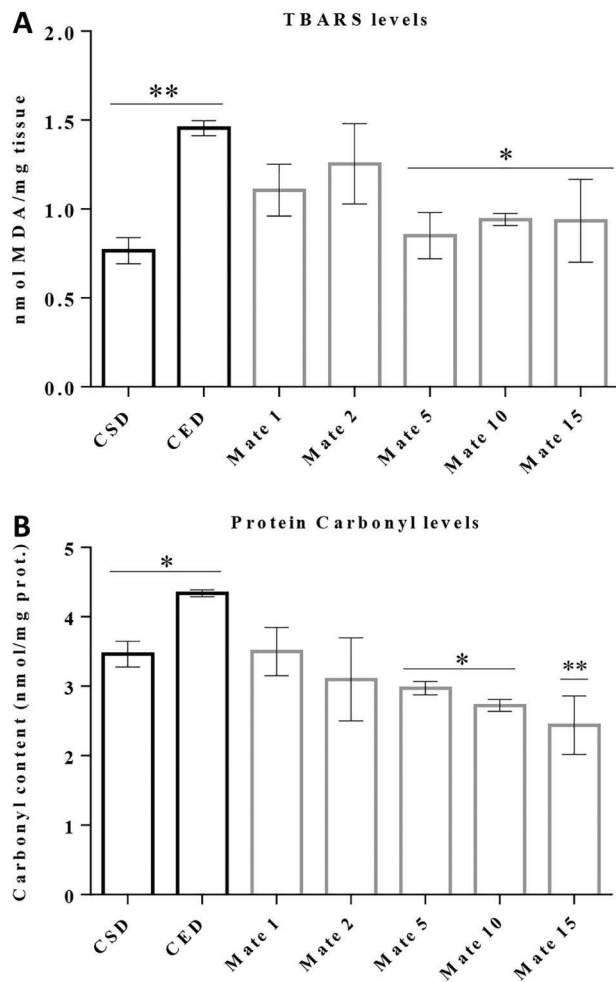 A
TBARS levels
nmol MDA/mg tissue
2.0
1.5
1.0
0.5
0.0
**
*
CSD
CED
Mate 1
Mate 2
Mate 5
Mate 10
Mate 15
B
Protein Carbonyl levels
Carbonyl content (nmol/mg prot.)
5
4
3
2
1
0
*
*
**
CSD
CED
Mate 1
Mate 2
Mate 5
Mate 10
Mate 15